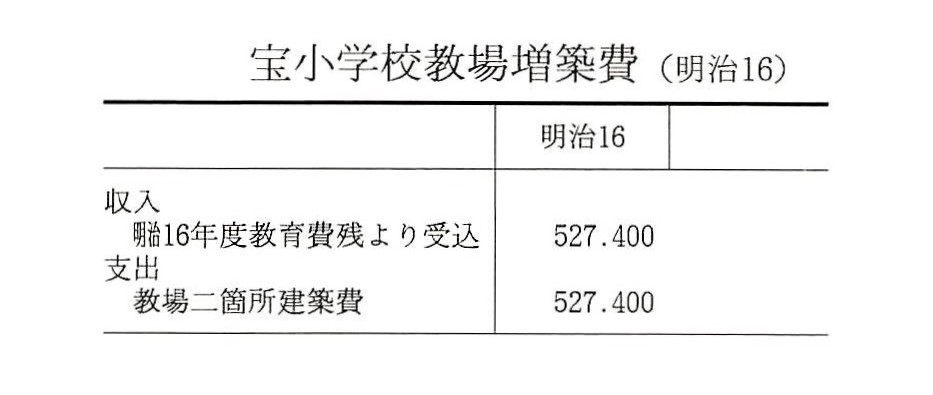 宝小学校教場増築費（明治16）
明治16
収入
明治16年度教育費残より受込 527.400
支出
教場二箇所建築費 527.400